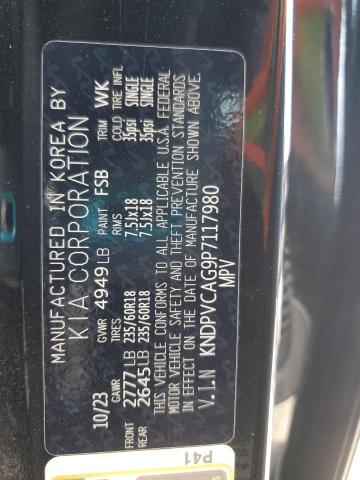 MANUFACTURED IN KOREA BY
KIA CORPORATION
10/23 GVWR 4949LB PAINT FSB TRIM WK
GAWR TIRES RIMS COLD TIRE INFL
FRONT 2777LB 235/60R18 7.5Jx18 35psi SINGLE
REAR 2645LB 235/60R18 7.5Jx18 35psi SINGLE
THIS VEHICLE CONFORMS TO ALL APPLICABLE U.S.A. FEDERAL
MOTOR VEHICLE SAFETY AND THEFT PREVENTION STANDARDS
IN EFFECT ON THE DATE OF MANUFACTURE SHOWN ABOVE.
V.I.N KNDPVCAG9P7117980
MPV
P41